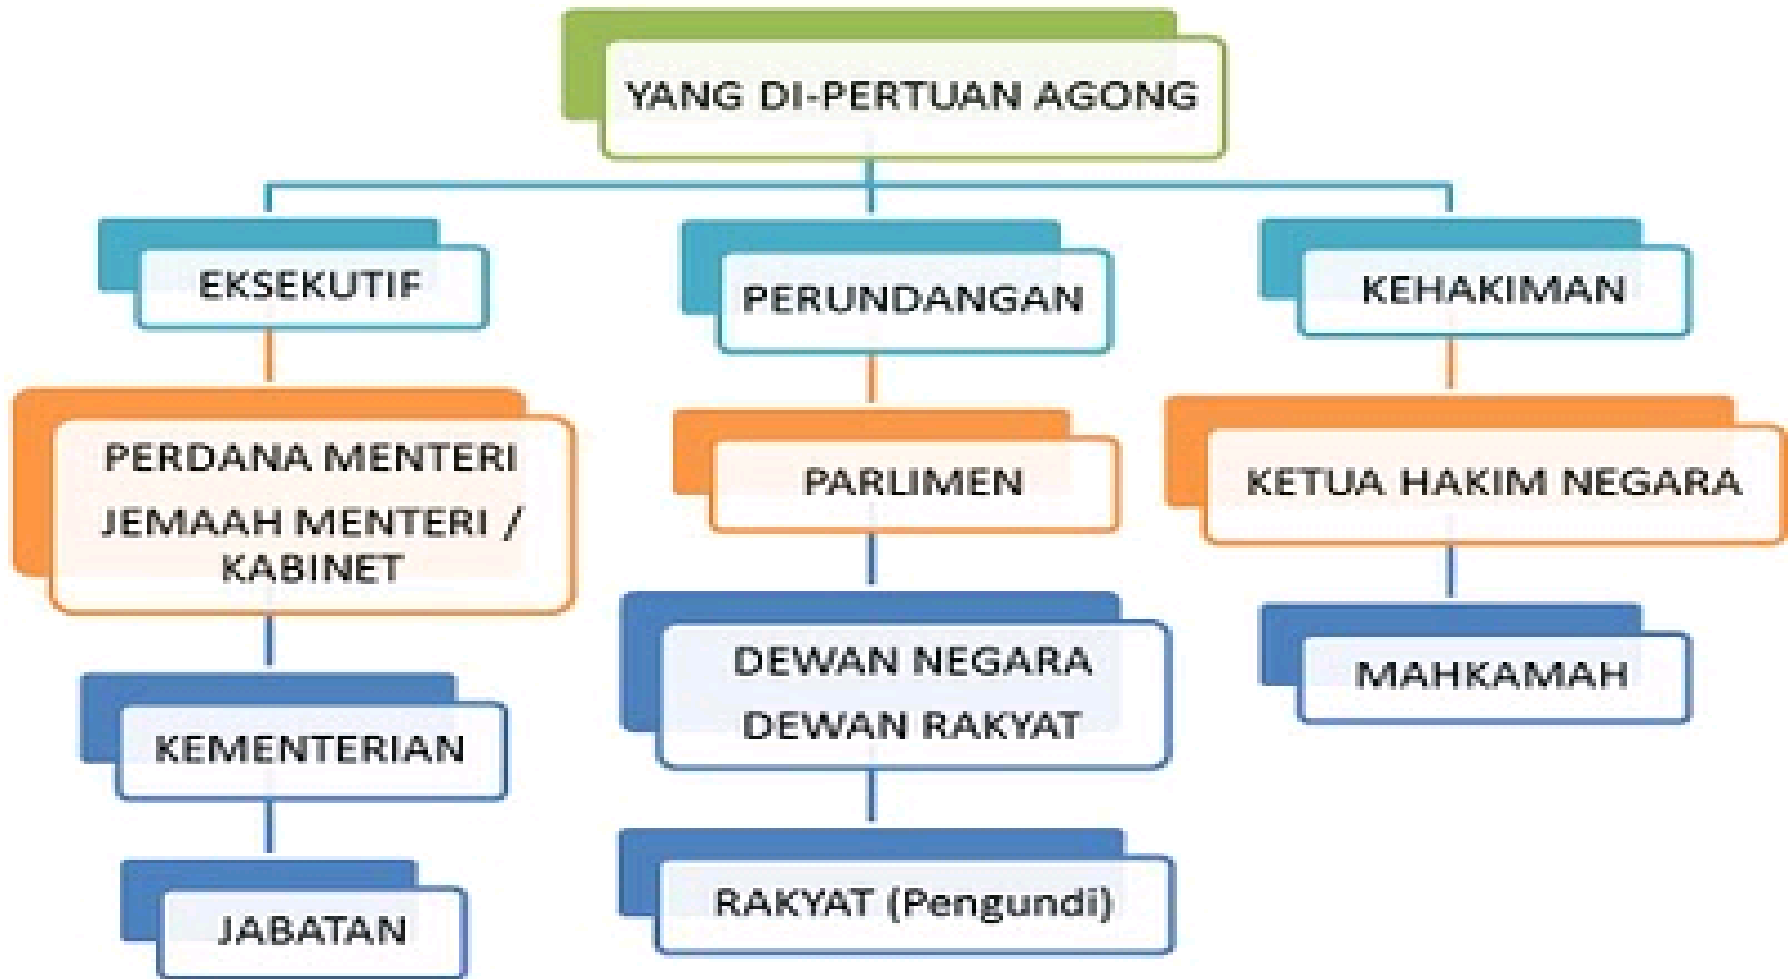 YANG DI-PERTUAN AGONG
EKSEKUTIF
PERUNDANGAN
KEHAKIMAN
PERDANA MENTERI
JEMAAH MENTERI /
KABINET
PARLIMEN
KETUA HAKIM NEGARA
DEWAN NEGARA
DEWAN RAKYAT
MAHKAMAH
KEMENTERIAN
RAKYAT (Pengundi)
JABATAN